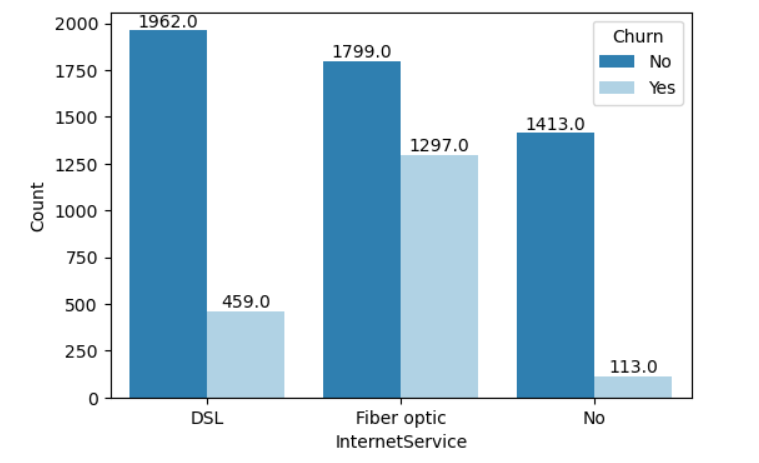 2000
1750
1500
1250
1000
750
500
250
0
Count
1962.0
459.0
1799.0
1297.0
1413.0
113.0
Churn
No
Yes
DSL
Fiber optic
No
InternetService